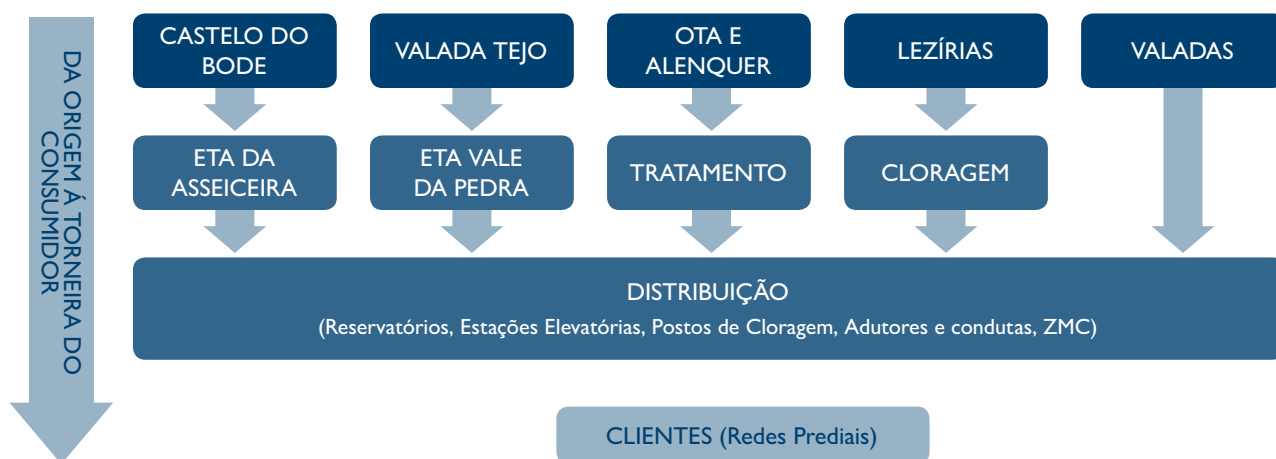 DA ORIGEM Á TORNEIRA DO
CONSUMIDOR
CASTELO DO
BODE
VALADA TEJO
OTA E
ALENQUER
LEZÍRIAS
VALADAS
ETA DA
ASSEICEIRA
ETA VALE
DA PEDRA
TRATAMENTO
CLORAGEM
DISTRIBUIÇÃO
(Reservatórios, Estações Elevatórias, Postos de Cloragem, Adutores e condutas, ZMC)
CLIENTES (Redes Prediais)